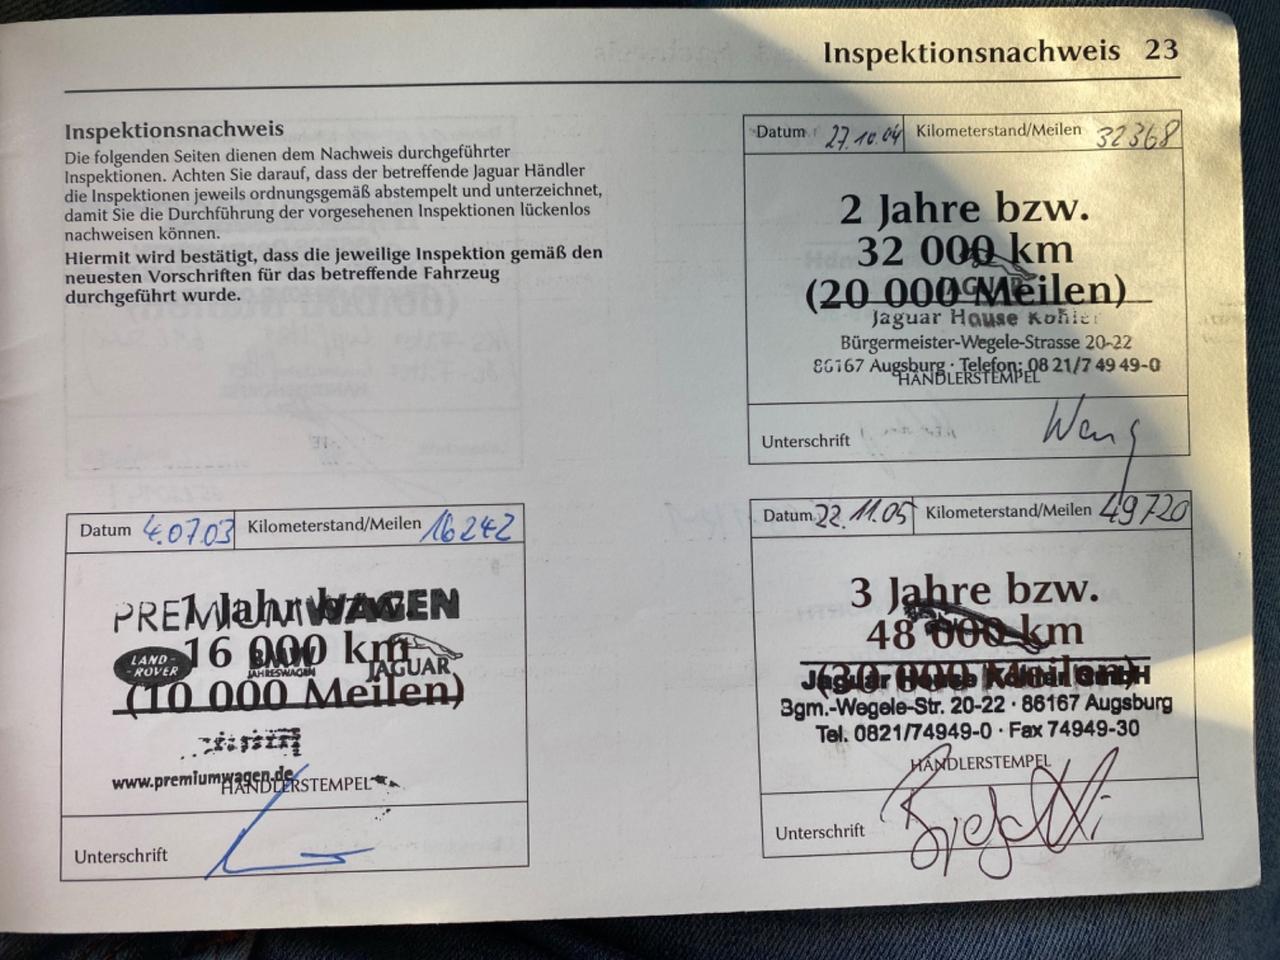 Inspektionsnachweis 23
Inspektionsnachweis
Die folgenden Seiten dienen dem Nachweis durchgeführter
Inspektionen. Achten Sie darauf, dass der betreffende Jaguar Händler
die Inspektionen jeweils ordnungsgemäß abstempelt und unterzeichnet,
damit Sie die Durchführung der vorgesehenen Inspektionen lückenlos
nachweisen können.
Hiermit wird bestätigt, dass die jeweilige Inspektion gemäß den
neuesten Vorschriften für das betreffende Fahrzeug
durchgeführt wurde.
Datum 4.07.03 Kilometerstand/Meilen 16242
PREMIUMWAGEN
1 Jahr bzw.
16 000 km
LAND-
-ROVER
BMW
JAHRESWAGEN
JAGUAR
(10 000 Meilen)
www.premiumwagen.de
HÄNDLERSTEMPEL
Unterschrift
Datum 27.10.04 Kilometerstand/Meilen 32368
2 Jahre bzw.
32 000 km
JAGUAR
(20 000 Meilen)
Jaguar House Kohler
Bürgermeister-Wegele-Strasse 20-22
86167 Augsburg · Telefon: 08 21/7 49 49-0
HÄNDLERSTEMPEL
Unterschrift
Datum 22.11.05 Kilometerstand/Meilen 49720
3 Jahre bzw.
48 000 km
(30 000 Meilen)
Jaguar House Kohler GmbH
Bgm.-Wegele-Str. 20-22 · 86167 Augsburg
Tel. 0821/74949-0 · Fax 74949-30
HÄNDLERSTEMPEL
Unterschrift